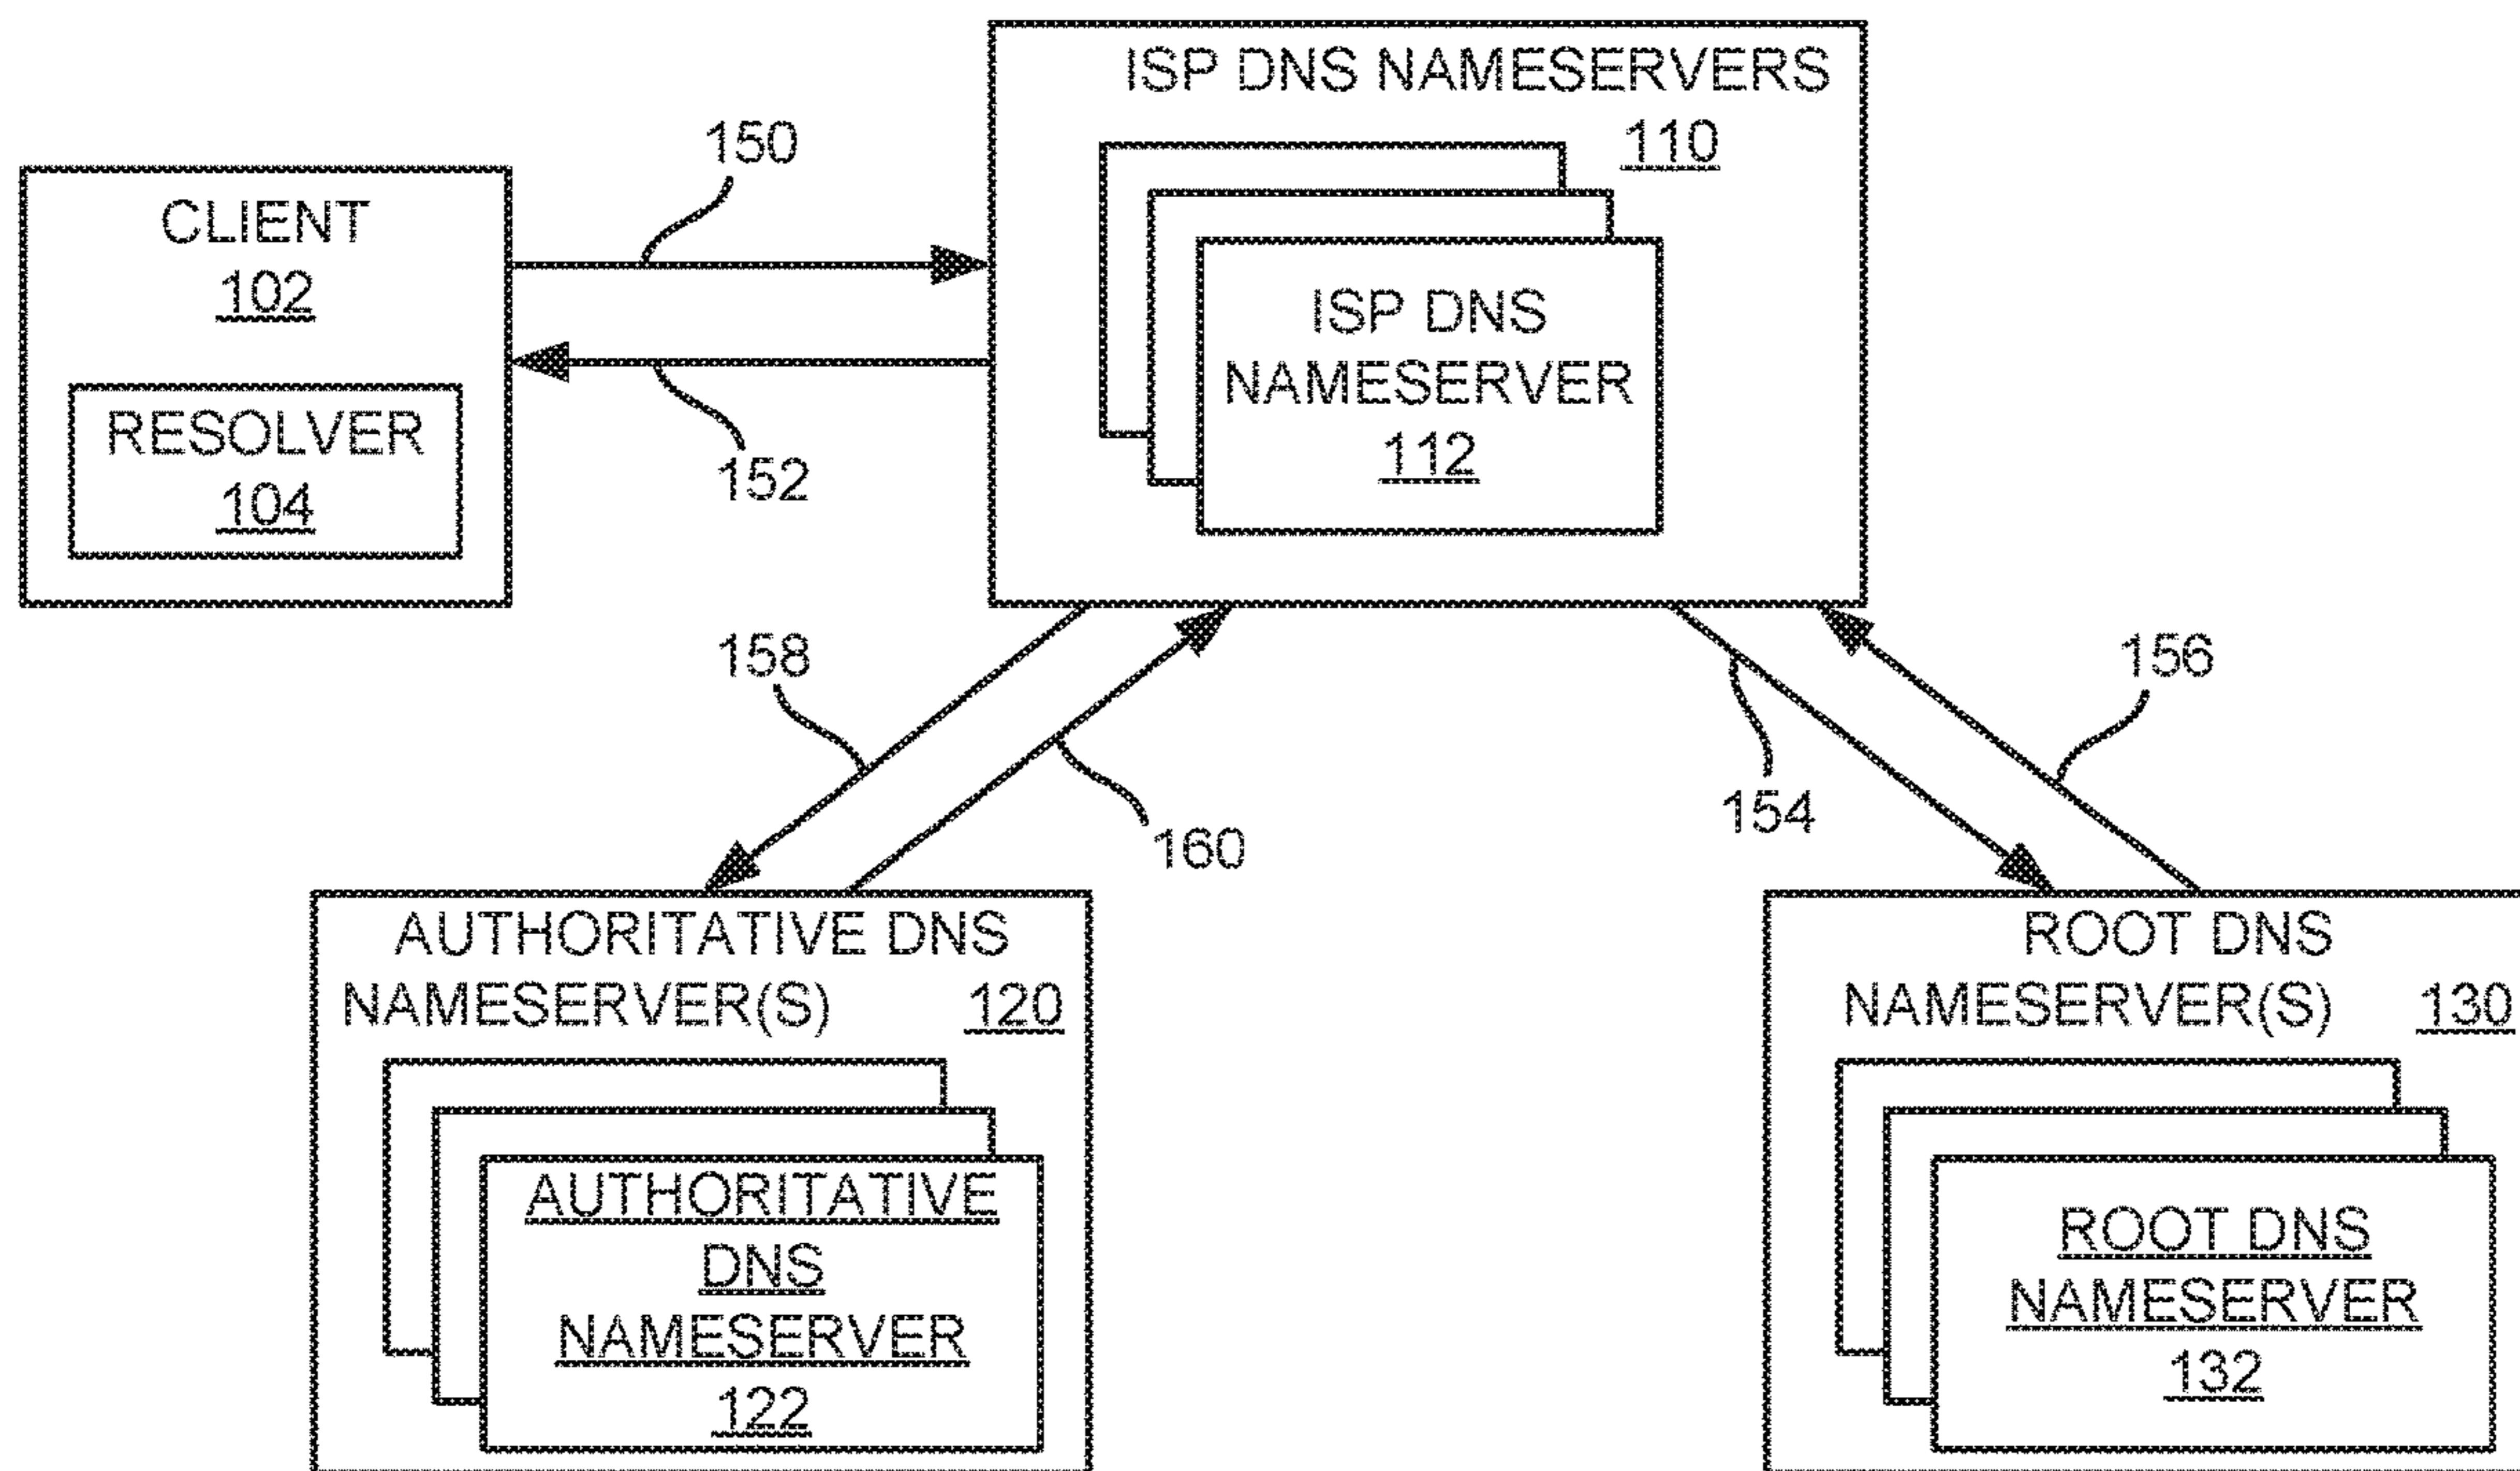 ISP DNS NAMESERVERS
110
150
CLIENT
102
ISP DNS
NAMESERVER
112
RESOLVER
104
152
158
156
154
160
AUTHORITATIVE DNS
NAMESERVER(S) 120
AUTHORITATIVE
DNS
NAMESERVER
122
ROOT DNS
NAMESERVER(S) 130
ROOT DNS
NAMESERVER
132